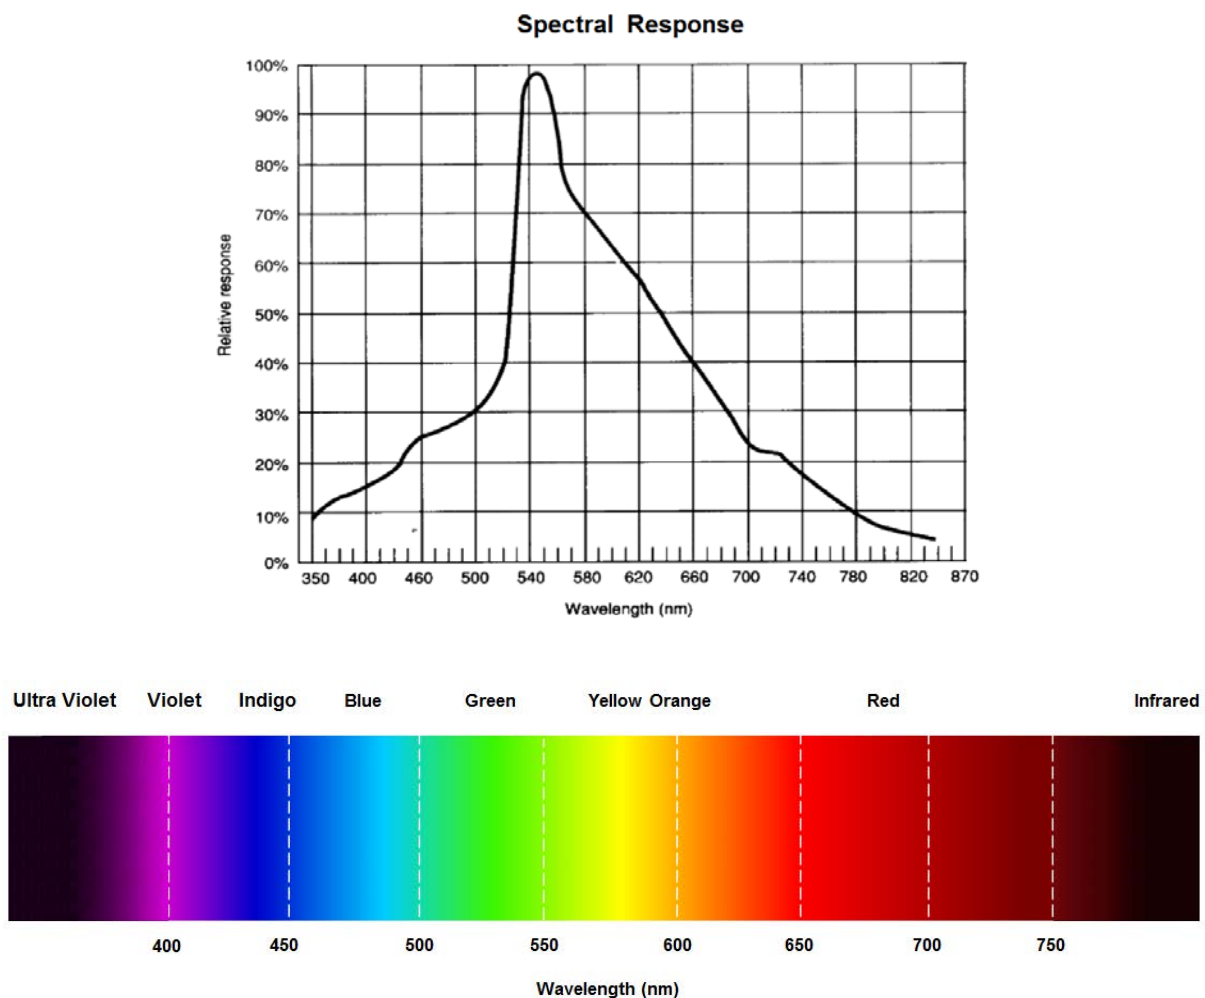 Spectral Response
100%
90%
80%
70%
60%
50%
40%
30%
20%
10%
0%
Relative response
350 400 460 500 540 580 620 660 700 740 780 820 870
Wavelength (nm)
Ultra Violet Violet Indigo Blue Green Yellow Orange Red Infrared
400 450 500 550 600 650 700 750
Wavelength (nm)